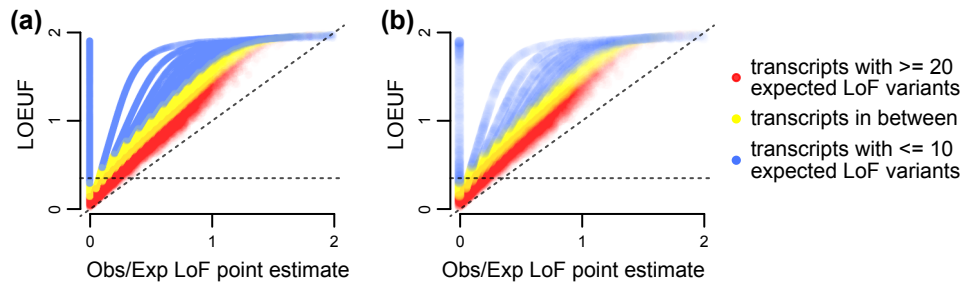 (a)
LOEUF
2
1
0
0
1
2
Obs/Exp LoF point estimate
(b)
LOEUF
2
1
0
0
1
2
Obs/Exp LoF point estimate
transcripts with >= 20
expected LoF variants
transcripts in between
transcripts with <= 10
expected LoF variants